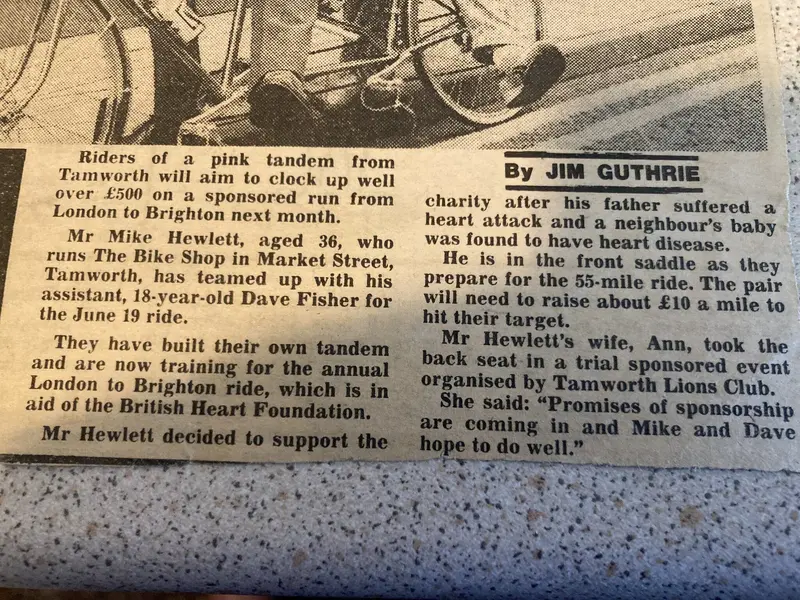 Riders of a pink tandem from
Tamworth will aim to clock up well
over £500 on a sponsored run from
London to Brighton next month.
Mr Mike Hewlett, aged 36, who
runs The Bike Shop in Market Street,
Tamworth, has teamed up with his
assistant, 18-year-old Dave Fisher for
the June 19 ride.
They have built their own tandem
and are now training for the annual
London to Brighton ride, which is in
aid of the British Heart Foundation.
Mr Hewlett decided to support the
By JIM GUTHRIE
charity after his father suffered a
heart attack and a neighbour's baby
was found to have heart disease.
He is in the front saddle as they
prepare for the 55-mile ride. The pair
will need to raise about £10 a mile to
hit their target.
Mr Hewlett's wife, Ann, took the
back seat in a trial sponsored event
organised by Tamworth Lions Club.
She said: “Promises of sponsorship
are coming in and Mike and Dave
hope to do well.”